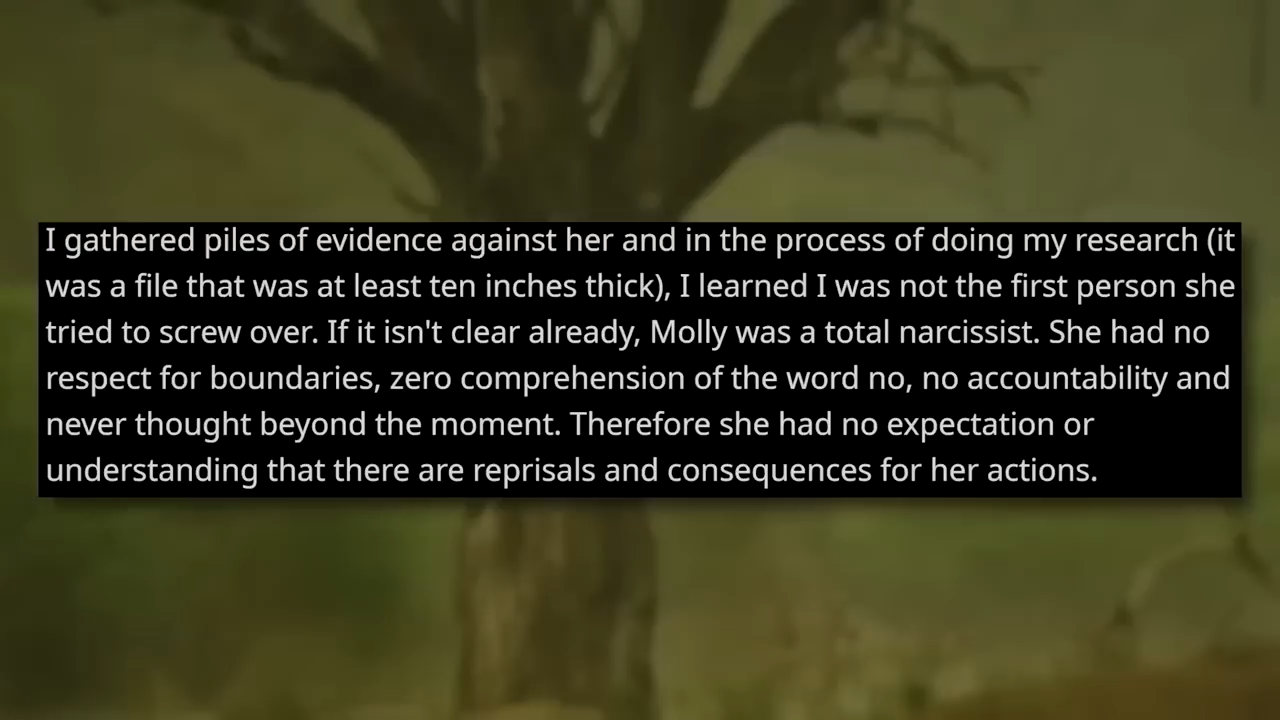 I gathered piles of evidence against her and in the process of doing my research (it
was a file that was at least ten inches thick), I learned I was not the first person she
tried to screw over. If it isn't clear already, Molly was a total narcissist. She had no
respect for boundaries, zero comprehension of the word no, no accountability and
never thought beyond the moment. Therefore she had no expectation or
understanding that there are reprisals and consequences for her actions.